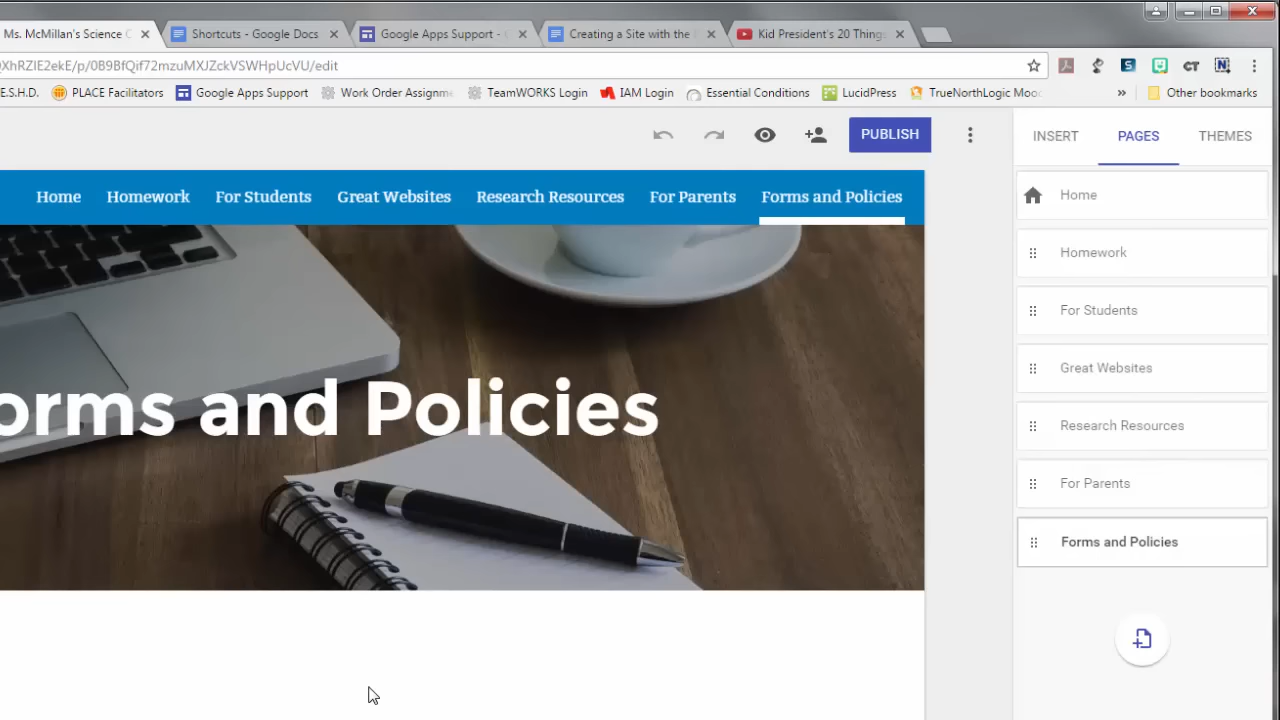 Ms. McMillan's Science
Shortcuts - Google Docs
Google Apps Support -
Creating a Site with the
Kid President's 20 Things
QXhRZIE2ekE/p/0B9BfQif72mzuMXJZckVSWHpUcVU/edit
E.S.H.D.
PLACE Facilitators
Google Apps Support
Work Order Assignme
TeamWORKS Login
IAM Login
Essential Conditions
LucidPress
TrueNorthLogic Moo
»
Other bookmarks
PUBLISH
INSERT
PAGES
THEMES
Home
Homework
For Students
Great Websites
Research Resources
For Parents
Forms and Policies
orms and Policies
Home
Homework
For Students
Great Websites
Research Resources
For Parents
Forms and Policies